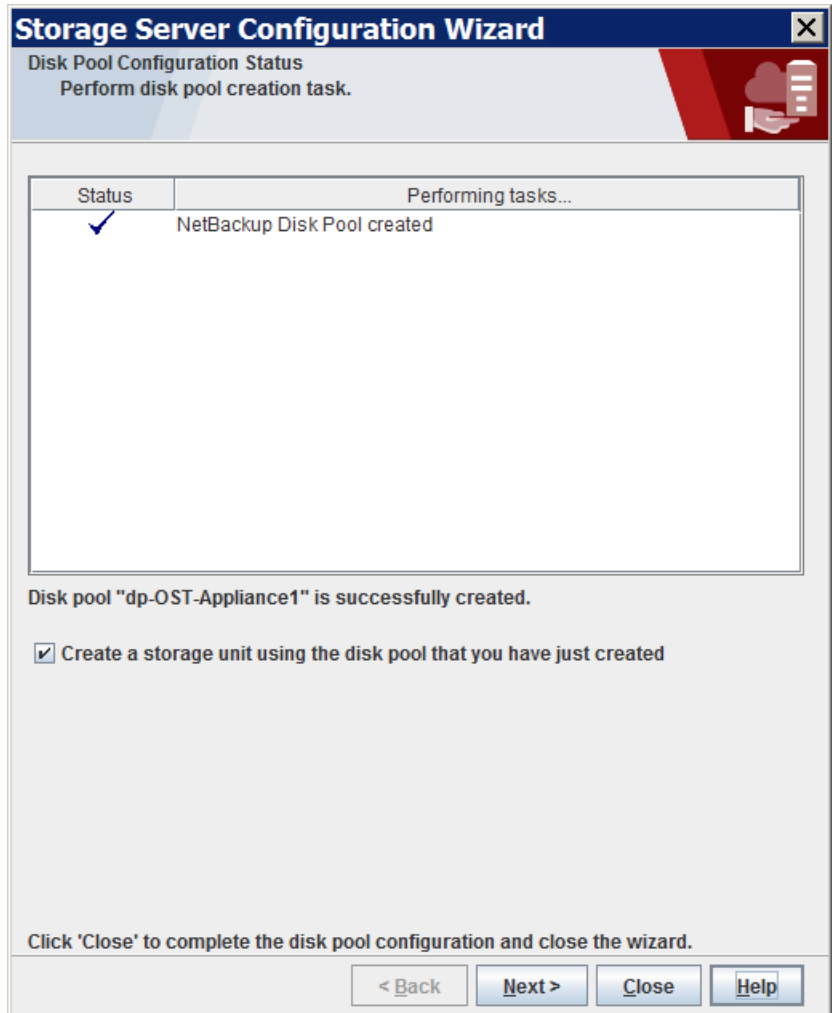 Storage Server Configuration Wizard
Disk Pool Configuration Status
Perform disk pool creation task.
Status Performing tasks...
NetBackup Disk Pool created
Disk pool "dp-OST-Appliance1" is successfully created.
Create a storage unit using the disk pool that you have just created
Click 'Close' to complete the disk pool configuration and close the wizard.
< Back Next > Close Help